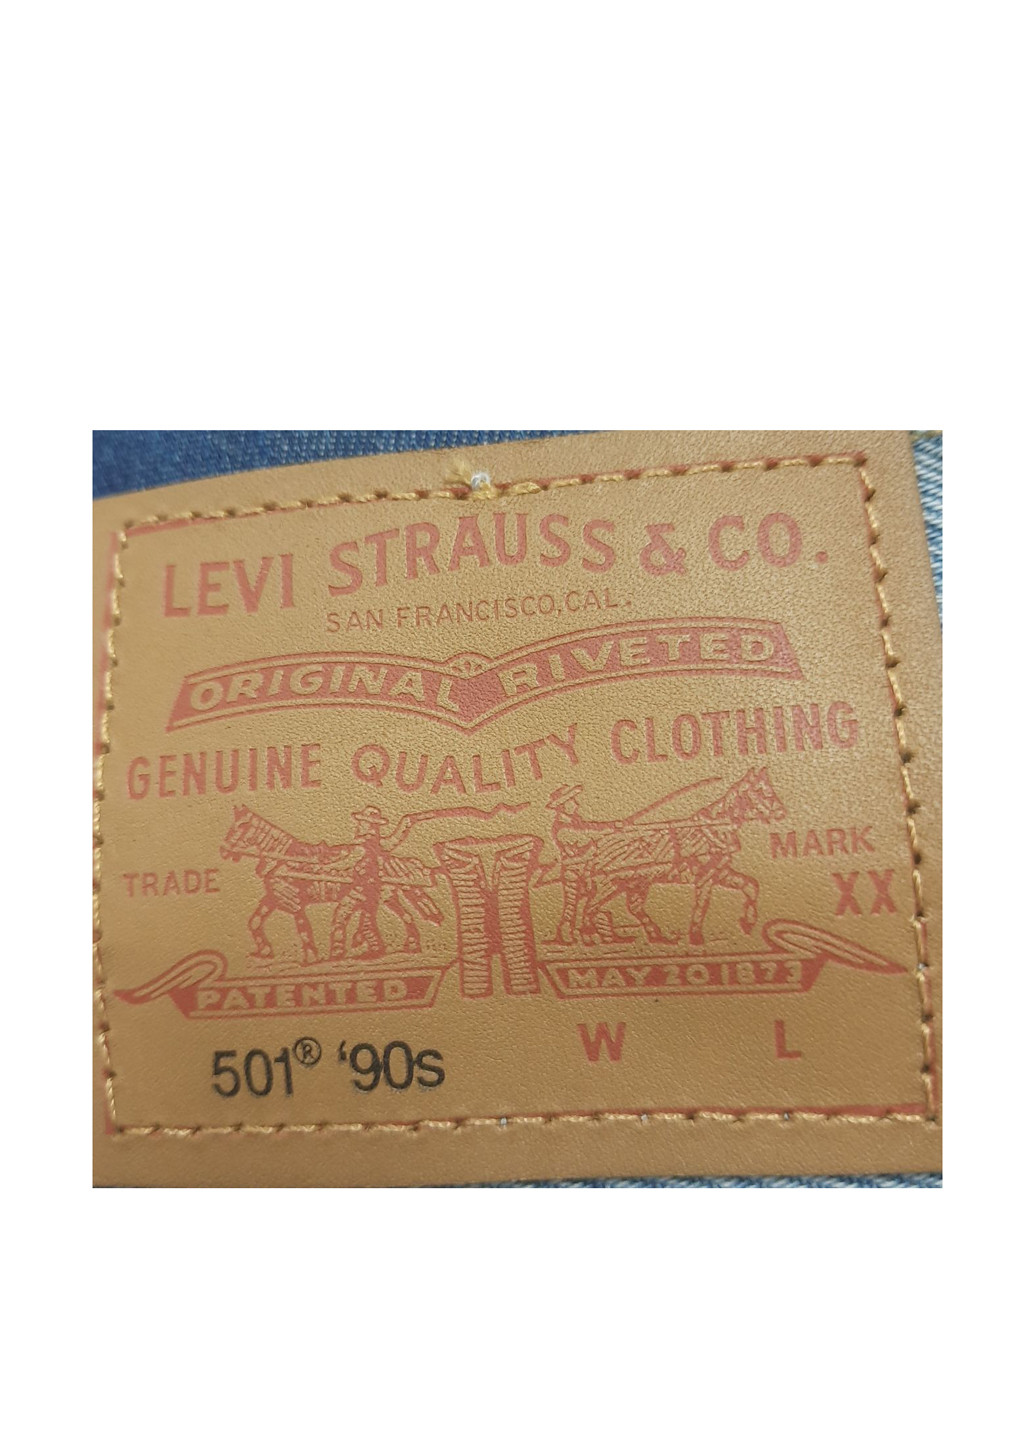 LEVI STRAUSS & CO.
SAN FRANCISCO, CAL.
ORIGINAL RIVETED
GENUINE QUALITY CLOTHING
TRADE MARK
XX
PATENTED MAY 20 1873
501® ‘90s W L